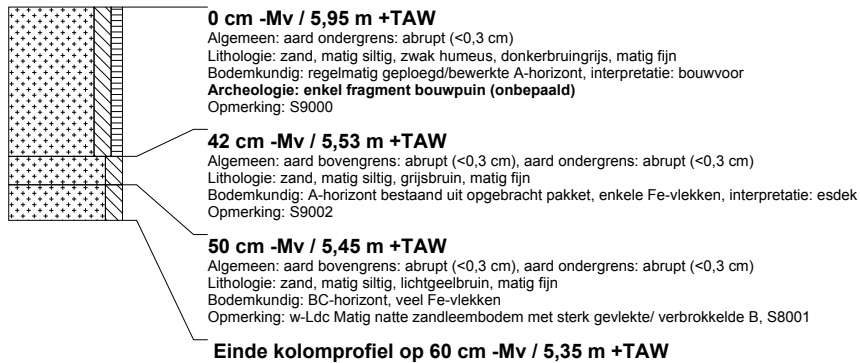 0 cm -Mv / 5,95 m +TAW
Algemeen: aard ondergrens: abrupt (<0,3 cm)
Lithologie: zand, matig siltig, zwak humeus, donkerbruingrijs, matig fijn
Bodemkundig: regelmatig geploegd/bewerkte A-horizont, interpretatie: bouwvoor
Archeologie: enkel fragment bouwpuin (onbepaald)
Opmerking: S9000
42 cm -Mv / 5,53 m +TAW
Algemeen: aard bovengrens: abrupt (<0,3 cm), aard ondergrens: abrupt (<0,3 cm)
Lithologie: zand, matig siltig, grijsbruin, matig fijn
Bodemkundig: A-horizont bestaand uit opgebracht pakket, enkele Fe-vlekken, interpretatie: esdek
Opmerking: S9002
50 cm -Mv / 5,45 m +TAW
Algemeen: aard bovengrens: abrupt (<0,3 cm), aard ondergrens: abrupt (<0,3 cm)
Lithologie: zand, matig siltig, lichtgeelbruin, matig fijn
Bodemkundig: BC-horizont, veel Fe-vlekken
Opmerking: w-Ldc Matig natte zandleembodem met sterk gevlekte/ verbrokkelde B, S8001
Einde kolomprofiel op 60 cm -Mv / 5,35 m +TAW